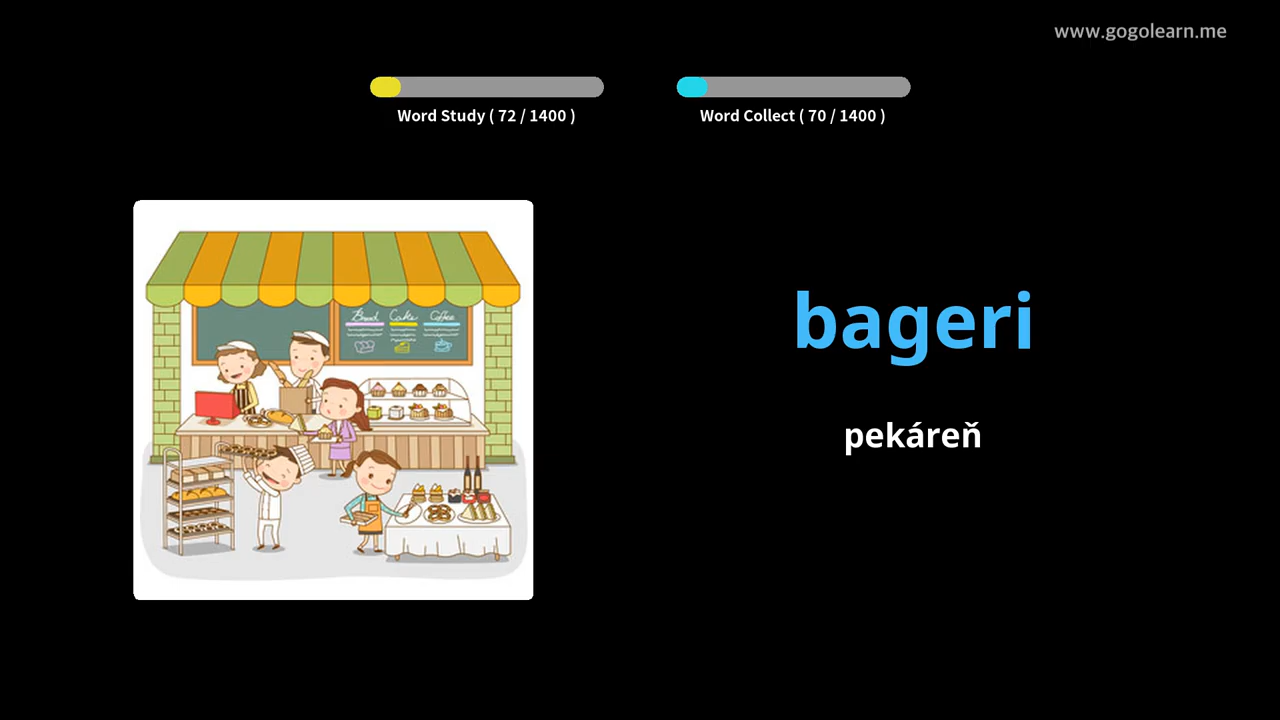 www.gogolearn.me
Word Study ( 72 / 1400 )
Word Collect ( 70 / 1400 )
Bread Cake Coffee
bageri
pekáreň